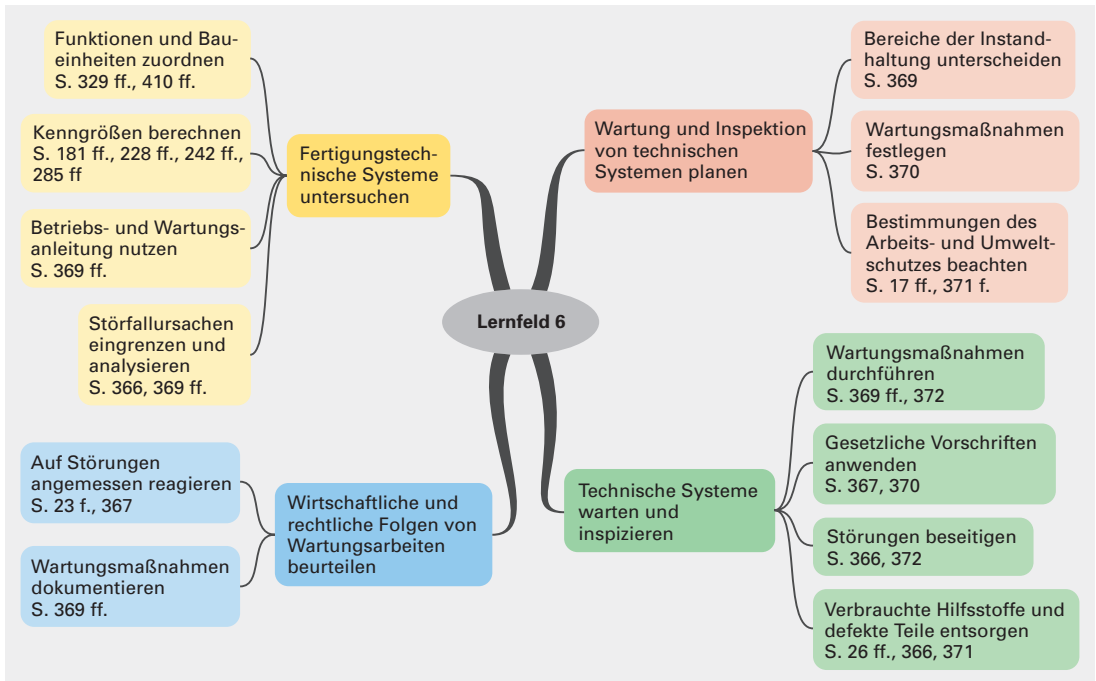 Funktionen und Bau-
einheiten zuordnen
S. 329 ff., 410 ff.
Kenngrößen berechnen
S. 181 ff., 228 ff., 242 ff.,
285 ff
Betriebs- und Wartungs-
anleitung nutzen
S. 369 ff.
Störfallursachen
eingrenzen und
analysieren
S. 366, 369 ff.
Fertigungstech-
nische Systeme
untersuchen
Wartung und Inspektion
von technischen
Systemen planen
Bereiche der Instand-
haltung unterscheiden
S. 369
Wartungsmaßnahmen
festlegen
S. 370
Bestimmungen des
Arbeits- und Umwelt-
schutzes beachten
S. 17 ff., 371 f.
Lernfeld 6
Auf Störungen
angemessen reagieren
S. 23 f., 367
Wartungsmaßnahmen
dokumentieren
S. 369 ff.
Wirtschaftliche und
rechtliche Folgen von
Wartungsarbeiten
beurteilen
Technische Systeme
warten und
inspizieren
Wartungsmaßnahmen
durchführen
S. 369 ff., 372
Gesetzliche Vorschriften
anwenden
S. 367, 370
Störungen beseitigen
S. 366, 372
Verbrauchte Hilfsstoffe und
defekte Teile entsorgen
S. 26 ff., 366, 371